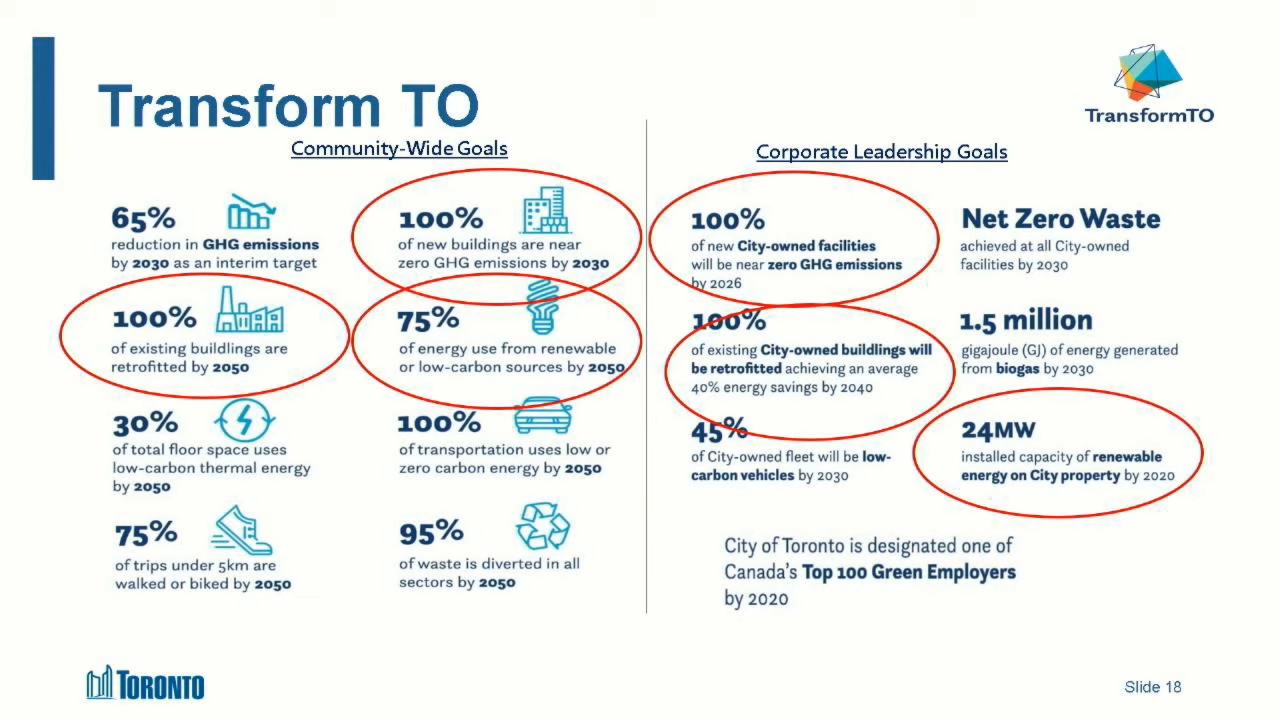 Transform TO
TransformTO
Community-Wide Goals
65%
reduction in GHG emissions
by 2030 as an interim target
100%
of new buildings are near
zero GHG emissions by 2030
100%
of existing buildlings are
retrofitted by 2050
75%
of energy use from renewable
or low-carbon sources by 2050
30%
of total floor space uses
low-carbon thermal energy
by 2050
100%
of transportation uses low or
zero carbon energy by 2050
75%
of trips under 5km are
walked or biked by 2050
95%
of waste is diverted in all
sectors by 2050
Corporate Leadership Goals
100%
of new City-owned facilities
will be near zero GHG emissions
by 2026
Net Zero Waste
achieved at all City-owned
facilities by 2030
100%
of existing City-owned buildlings will
be retrofitted achieving an average
40% energy savings by 2040
1.5 million
gigajoule (GJ) of energy generated
from biogas by 2030
45%
of City-owned fleet will be low-
carbon vehicles by 2030
24MW
installed capacity of renewable
energy on City property by 2020
City of Toronto is designated one of
Canada's Top 100 Green Employers
by 2020
TORONTO
Slide 18